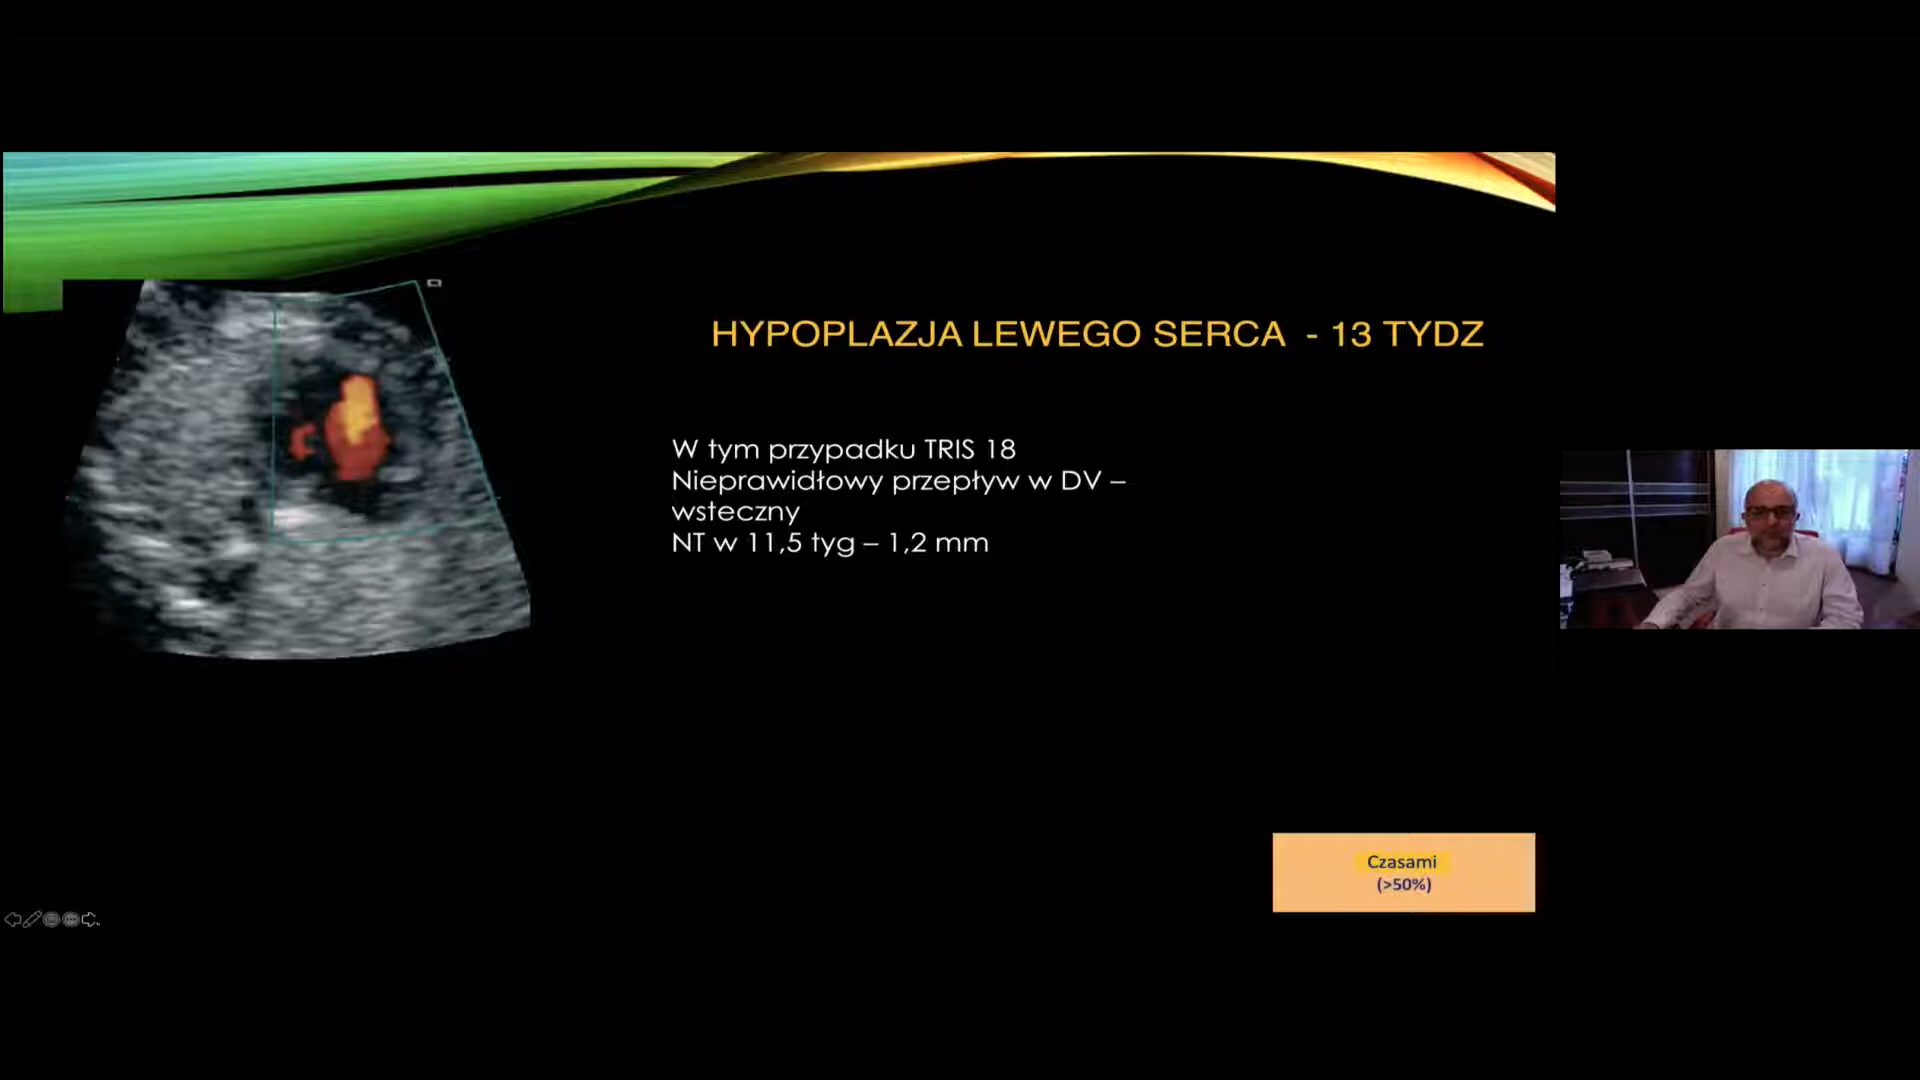 HYPOPLAZJA LEWEGO SERCA - 13 TYDZ
W tym przypadku TRIS 18
Nieprawidłowy przepływ w DV –
wsteczny
NT w 11,5 tyg – 1,2 mm
Czasami
(>50%)